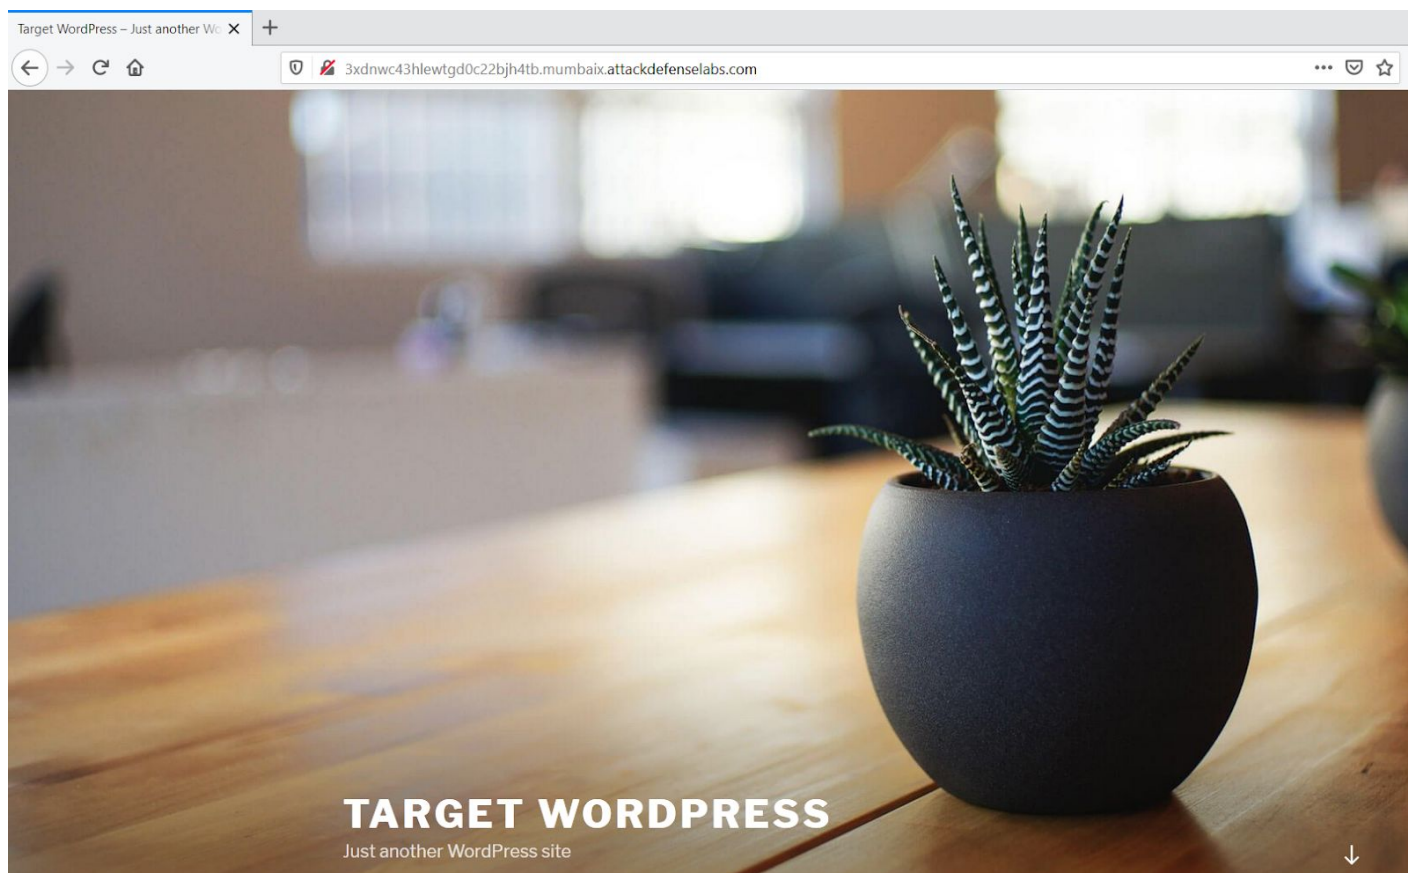 Target WordPress – Just another Wo
3xdnwc43hlewtgd0c22bjh4tb.mumbaix.attackdefenselabs.com
TARGET WORDPRESS
Just another WordPress site